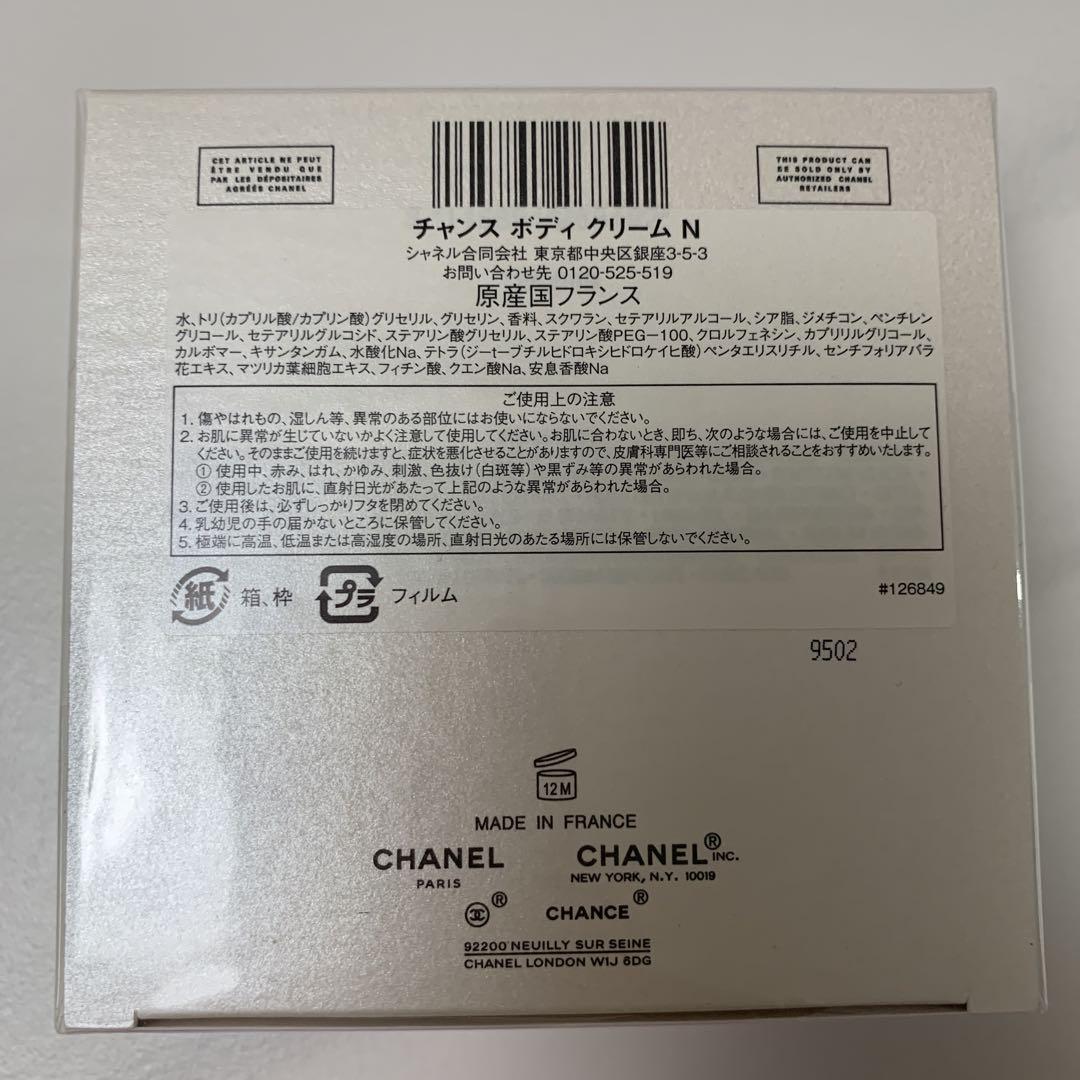 CET ARTICLE NE PEUT
ÊTRE VENDU QUE
PAR LES DÉPOSITAIRES
AGRÉÉS CHANEL
THIS PRODUCT CAN
BE SOLD ONLY BY
AUTHORIZED CHANEL
RETAILERS
チャンス ボディ クリーム N
シャネル合同会社 東京都中央区銀座3-5-3
お問い合わせ先 0120-525-519
原産国フランス
水、トリ(カプリル酸/カプリン酸)グリセリル、グリセリン、香料、スクワラン、セテアリルアルコール、シア脂、ジメチコン、ペンチレン
グリコール、セテアリルグルコシド、ステアリン酸グリセリル、ステアリン酸PEG-100、クロルフェネシン、カプリリルグリコール、
カルボマー、キサンタンガム、水酸化Na、テトラ(ジーtーブチルヒドロキシヒドロケイヒ酸)ペンタエリスリチル、センチフォリアバラ
花エキス、マツリカ葉細胞エキス、フィチン酸、クエン酸Na、安息香酸Na
ご使用上の注意
1. 傷やはれもの、湿しん等、異常のある部位にはお使いにならないでください。
2. お肌に異常が生じていないかよく注意して使用してください。お肌に合わないとき、即ち、次のような場合には、ご使用を中止して
ください。そのままご使用を続けますと、症状を悪化させることがありますので、皮膚科専門医等にご相談されることをおすすめいたします。
① 使用中、赤み、はれ、かゆみ、刺激、色抜け(白斑等)や黒ずみ等の異常があらわれた場合。
② 使用したお肌に、直射日光があたって上記のような異常があらわれた場合。
3. ご使用後は、必ずしっかりフタを閉めてください。
4. 乳幼児の手の届かないところに保管してください。
5. 極端に高温、低温または高湿度の場所、直射日光のあたる場所には保管しないでください。
紙 箱、枠 プラ フィルム #126849
9502
12M
MADE IN FRANCE
CHANEL CHANEL® INC.
PARIS NEW YORK, N.Y. 10019
® CHANCE®
92200 NEUILLY SUR SEINE
CHANEL LONDON W1J 6DG